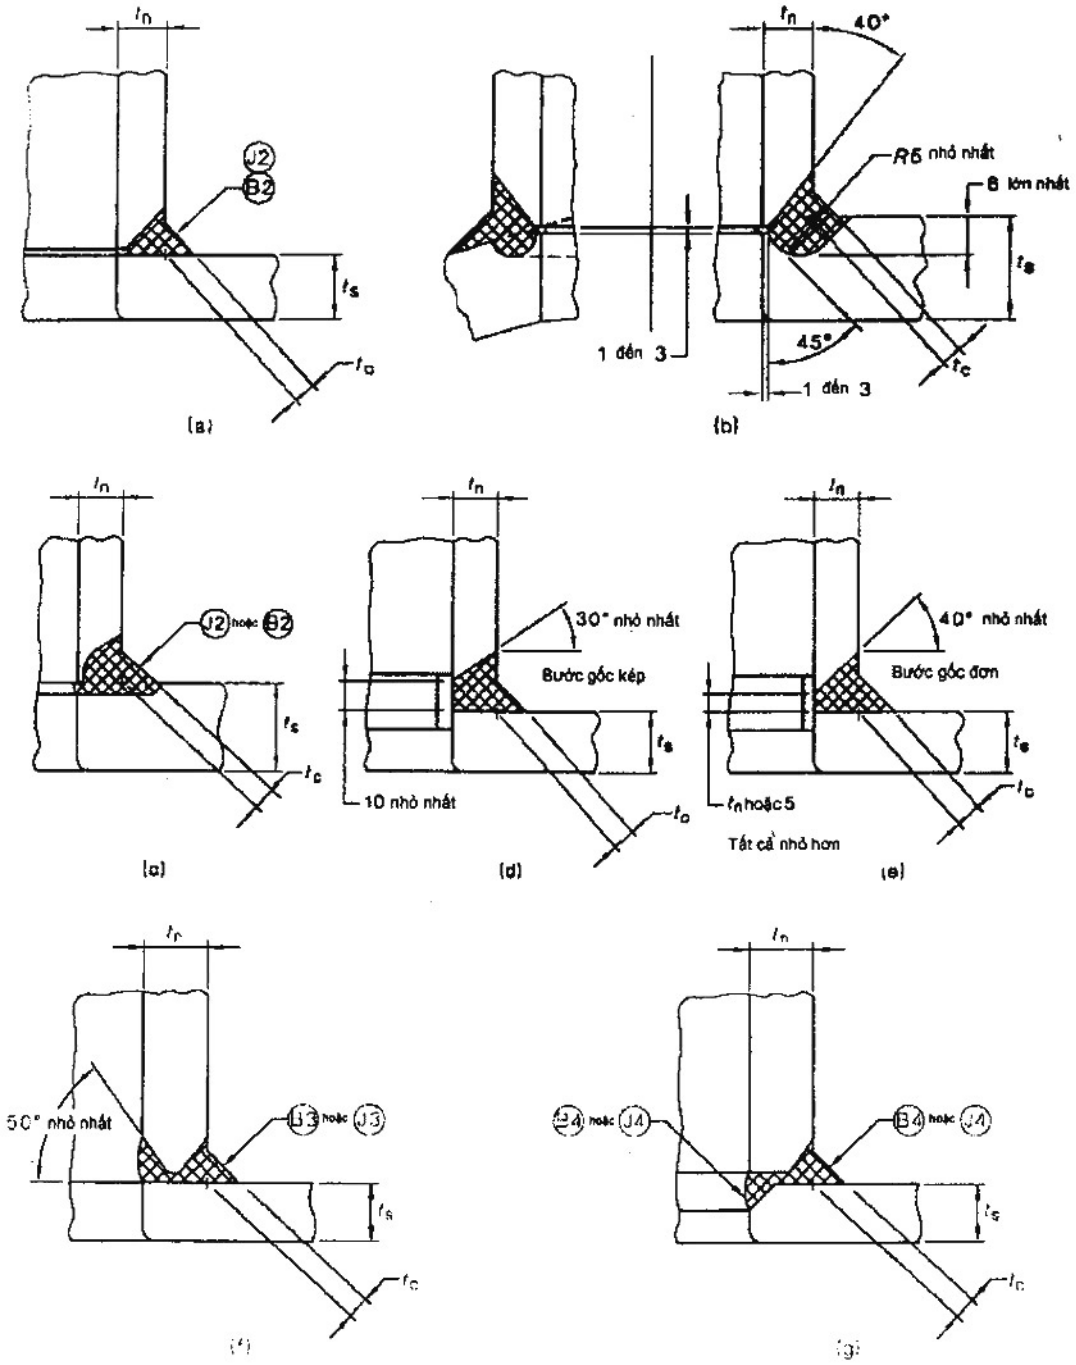 tn
J2
B2
ts
tc
(a)
tn
40°
R5 nhỏ nhất
6 lớn nhất
ts
1 đến 3
45°
tc
1 đến 3
(b)
tn
J2 hoặc B2
ts
tc
(c)
tn
30° nhỏ nhất
Bước gốc kép
ts
10 nhỏ nhất
tc
(d)
tn
40° nhỏ nhất
Bước gốc đơn
ts
tn hoặc 5
tc
Tất cả nhỏ hơn
(e)
tn
50° nhỏ nhất
B3 hoặc J3
ts
tc
(f)
tn
B4 hoặc J4
B4 hoặc J4
ts
tc
(g)